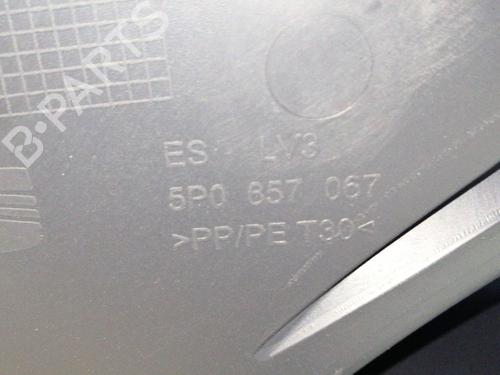 B-PARTS
ES LV3
5P0 857 067
>PP/PE T30<